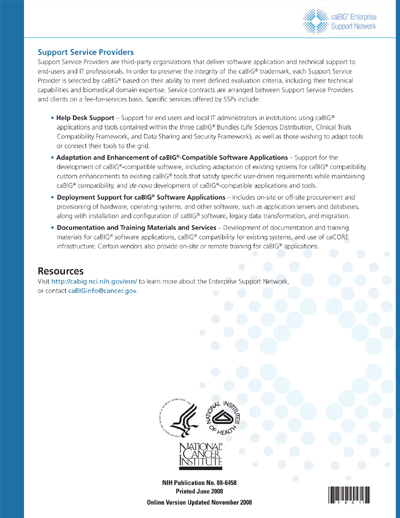 caBIG® Enterprise
Support Network
Support Service Providers
Support Service Providers are third-party organizations that deliver software application and technical support to
end-users and IT professionals. In order to preserve the integrity of the caBIG® trademark, each Support Service
Provider is selected by caBIG® based on their ability to meet defined evaluation criteria, including their technical
capabilities and biomedical domain expertise. Service contracts are arranged between Support Service Providers
and clients on a fee-for-services basis. Specific services offered by SSPs include:
• Help Desk Support – Support for end users and local IT administrators in institutions using caBIG®
applications and tools contained within the three caBIG® Bundles (Life Sciences Distribution, Clinical Trials
Compatibility Framework, and Data Sharing and Security Framework), as well as those wishing to adapt tools
or connect their tools to the grid.
• Adaptation and Enhancement of caBIG®-Compatible Software Applications – Support for the
development of caBIG®-compatible software, including adaptation of existing systems for caBIG® compatibility,
custom enhancements to existing caBIG® tools that satisfy specific user-driven requirements while maintaining
caBIG® compatibility, and de novo development of caBIG®-compatible applications and tools.
• Deployment Support for caBIG® Software Applications – Includes on-site or off-site procurement and
provisioning of hardware, operating systems, and other software, such as application servers and databases,
along with installation and configuration of caBIG® software, legacy data transformation, and migration.
• Documentation and Training Materials and Services – Development of documentation and training
materials for caBIG® software applications, caBIG® compatibility for existing systems, and use of caCORE
infrastructure. Certain vendors also provide on-site or remote training for caBIG® applications.
Resources
Visit http://cabig.nci.nih.gov/esn/ to learn more about the Enterprise Support Network,
or contact caBIGinfo@cancer.gov.
NATIONAL INSTITUTES
OF HEALTH
NATIONAL
CANCER
INSTITUTE
NIH Publication No. 08-6458
Printed June 2008
Online Version Updated November 2008